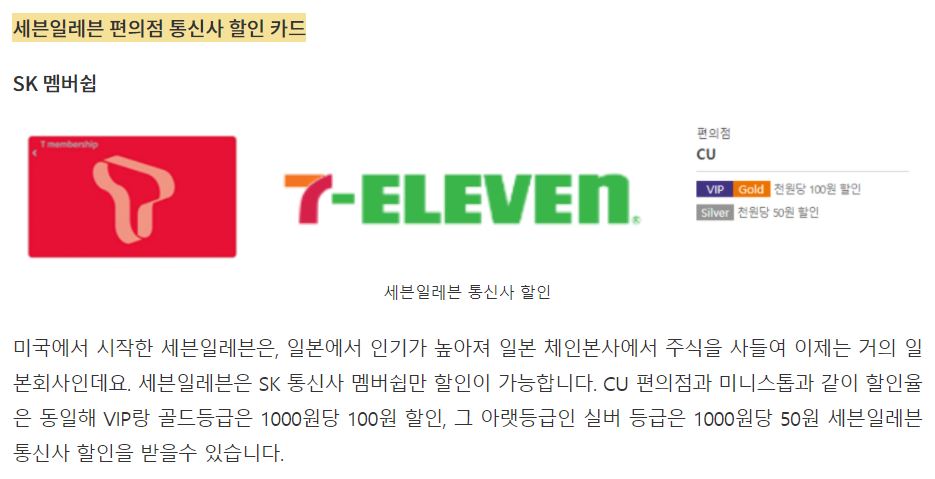 세븐일레븐 편의점 통신사 할인 카드
SK 멤버쉽
T membership
7-ELEVEn®
편의점
CU
VIP Gold 천원당 100원 할인
Silver 천원당 50원 할인
세븐일레븐 통신사 할인
미국에서 시작한 세븐일레븐은, 일본에서 인기가 높아져 일본 체인본사에서 주식을 사들여 이제는 거의 일
본회사인데요. 세븐일레븐은 SK 통신사 멤버쉽만 할인이 가능합니다. CU 편의점과 미니스톱과 같이 할인율
은 동일해 VIP랑 골드등급은 1000원당 100원 할인, 그 아랫등급인 실버 등급은 1000원당 50원 세븐일레븐
통신사 할인을 받을수 있습니다.